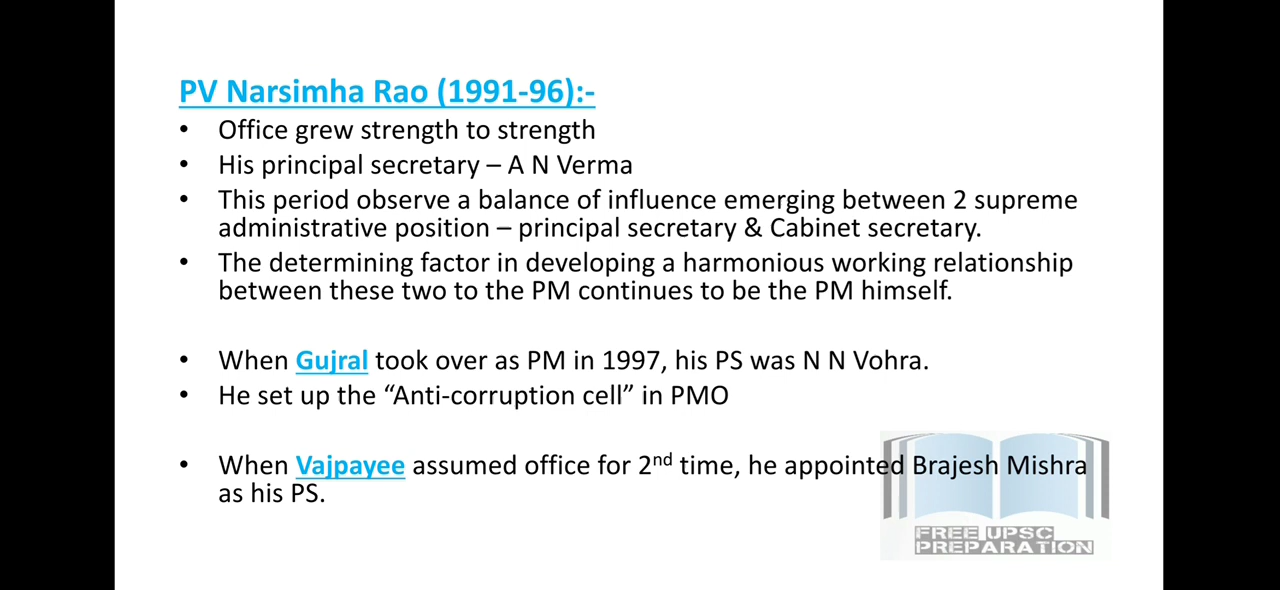 PV Narsimha Rao (1991-96):-
• Office grew strength to strength
• His principal secretary – A N Verma
• This period observe a balance of influence emerging between 2 supreme
administrative position – principal secretary & Cabinet secretary.
• The determining factor in developing a harmonious working relationship
between these two to the PM continues to be the PM himself.
• When Gujral took over as PM in 1997, his PS was N N Vohra.
• He set up the “Anti-corruption cell” in PMO
• When Vajpayee assumed office for 2nd time, he appointed Brajesh Mishra
as his PS.
FREE UPSC
PREPARATION